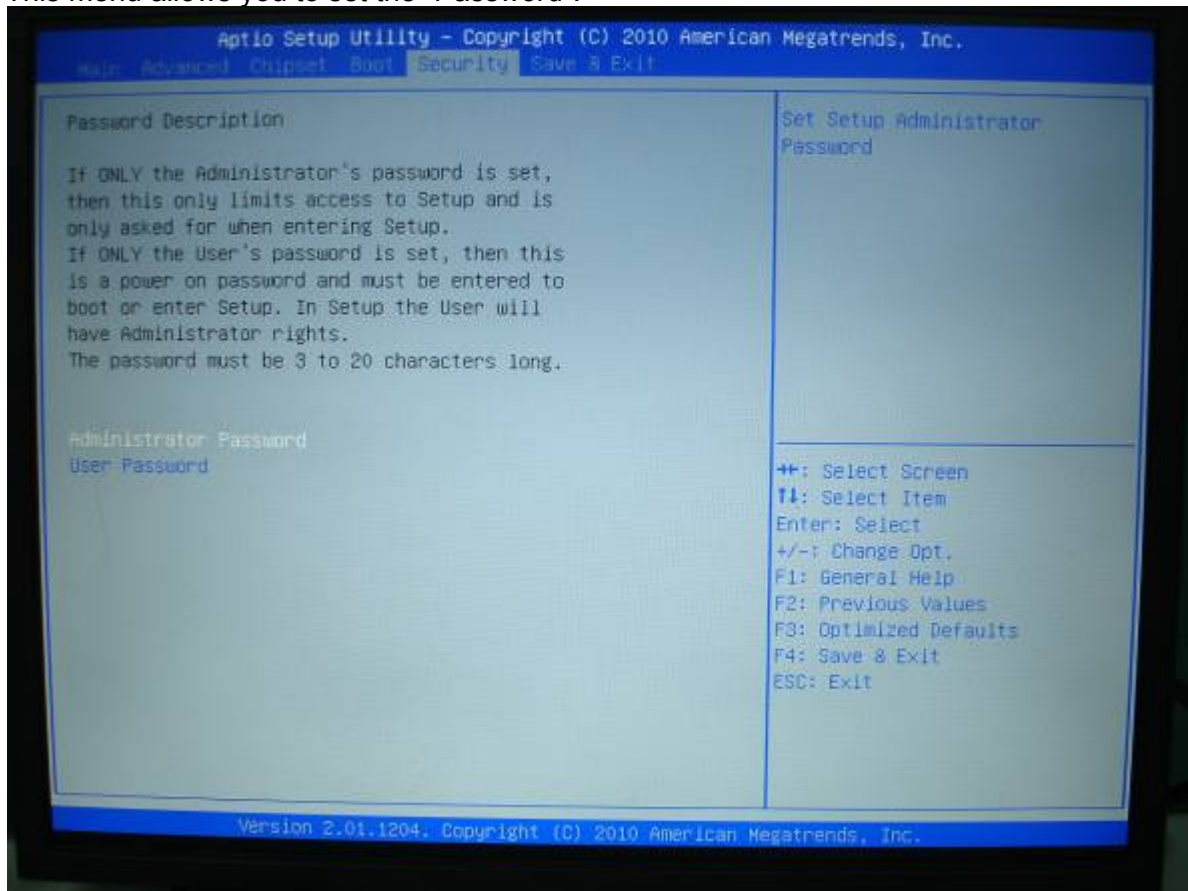 This menu allows you to set the "Password".
Aptio Setup Utility – Copyright (C) 2010 American Megatrends, Inc.
Main Advanced Chipset Boot Security Save & Exit
Password Description
If ONLY the Administrator's password is set,
then this only limits access to Setup and is
only asked for when entering Setup.
If ONLY the User's password is set, then this
is a power on password and must be entered to
boot or enter Setup. In Setup the User will
have Administrator rights.
The password must be 3 to 20 characters long.
Administrator Password
User Password
Set Setup Administrator
Password
→←: Select Screen
↑↓: Select Item
Enter: Select
+/-: Change Opt.
F1: General Help
F2: Previous Values
F3: Optimized Defaults
F4: Save & Exit
ESC: Exit
Version 2.01.1204. Copyright (C) 2010 American Megatrends, Inc.